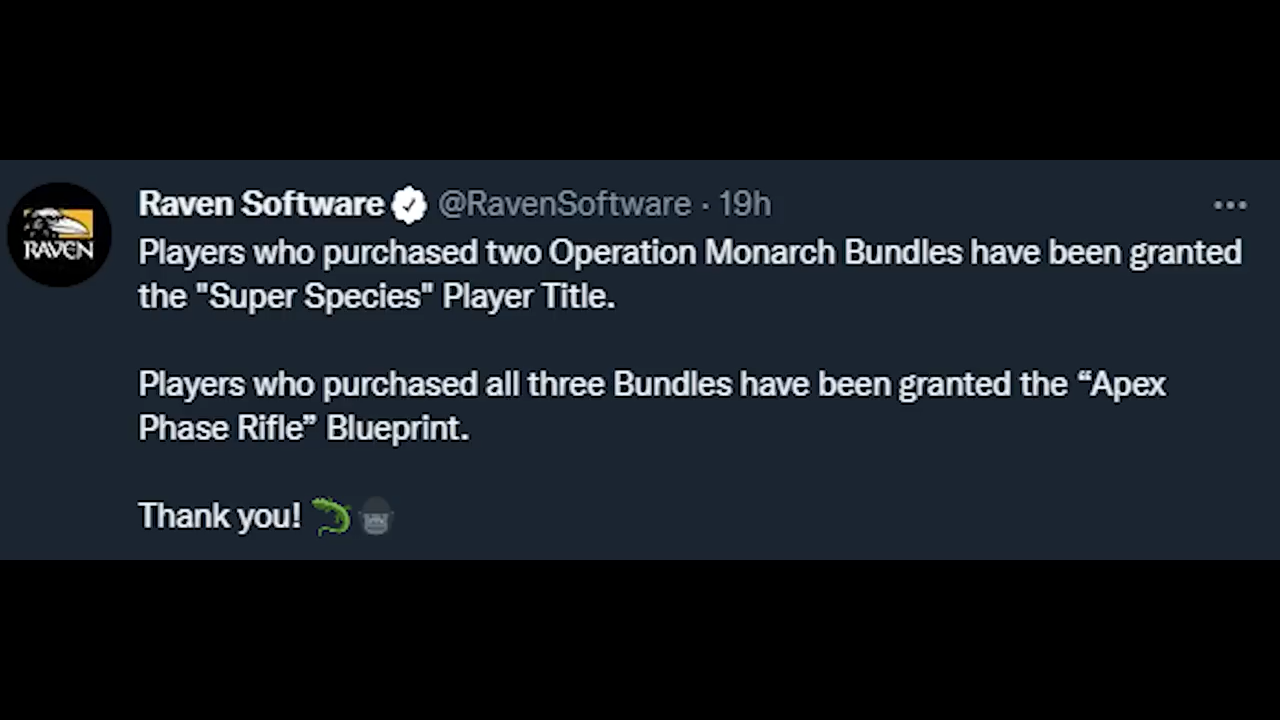 RAVEN
Raven Software @RavenSoftware · 19h
Players who purchased two Operation Monarch Bundles have been granted
the "Super Species" Player Title.
Players who purchased all three Bundles have been granted the “Apex
Phase Rifle” Blueprint.
Thank you! 🦎🦍